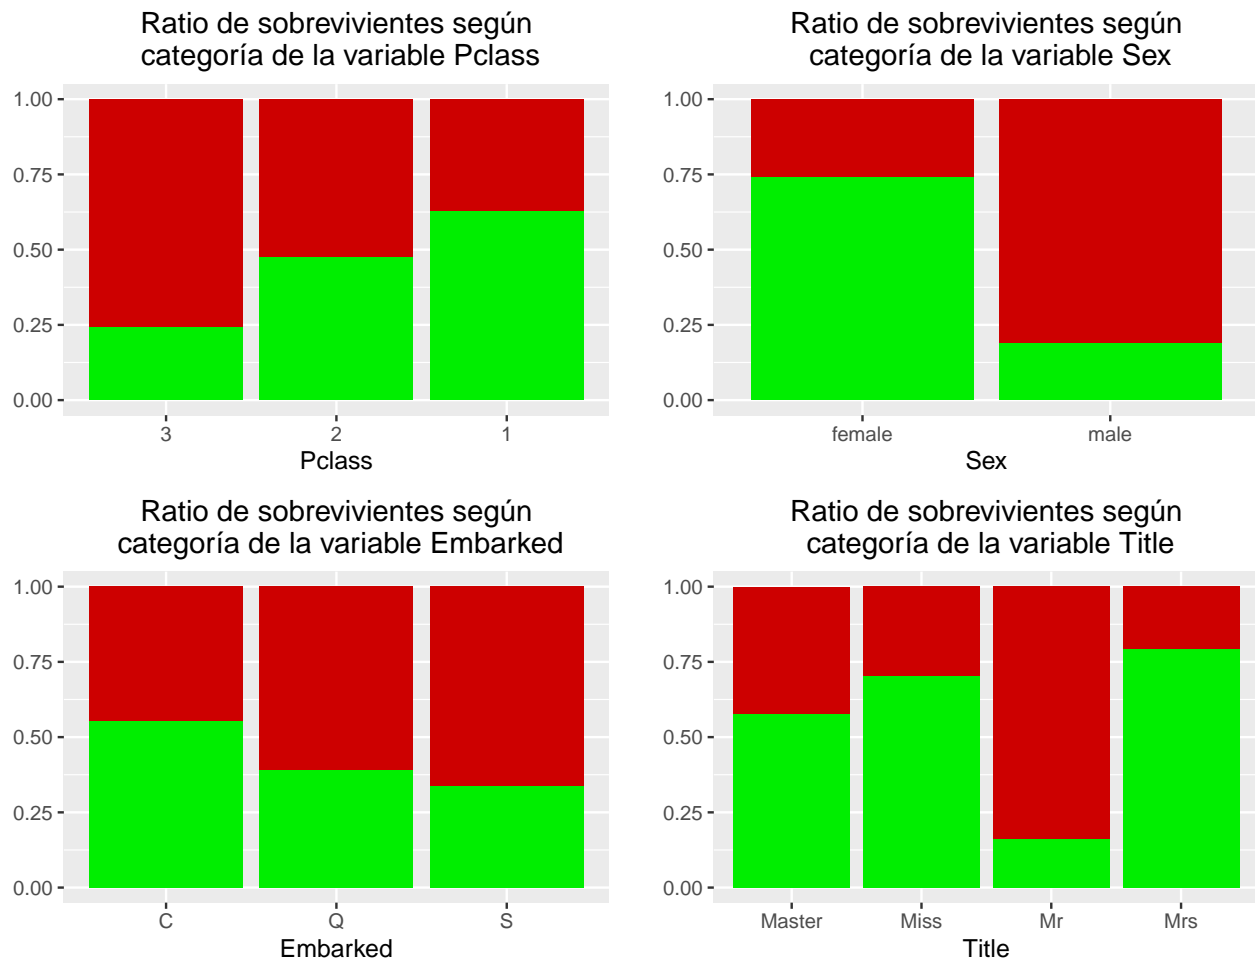 Ratio de sobrevivientes según
categoría de la variable Pclass
1.00
0.75
0.50
0.25
0.00
3 2 1
Pclass
Ratio de sobrevivientes según
categoría de la variable Sex
1.00
0.75
0.50
0.25
0.00
female male
Sex
Ratio de sobrevivientes según
categoría de la variable Embarked
1.00
0.75
0.50
0.25
0.00
C Q S
Embarked
Ratio de sobrevivientes según
categoría de la variable Title
1.00
0.75
0.50
0.25
0.00
Master Miss Mr Mrs
Title